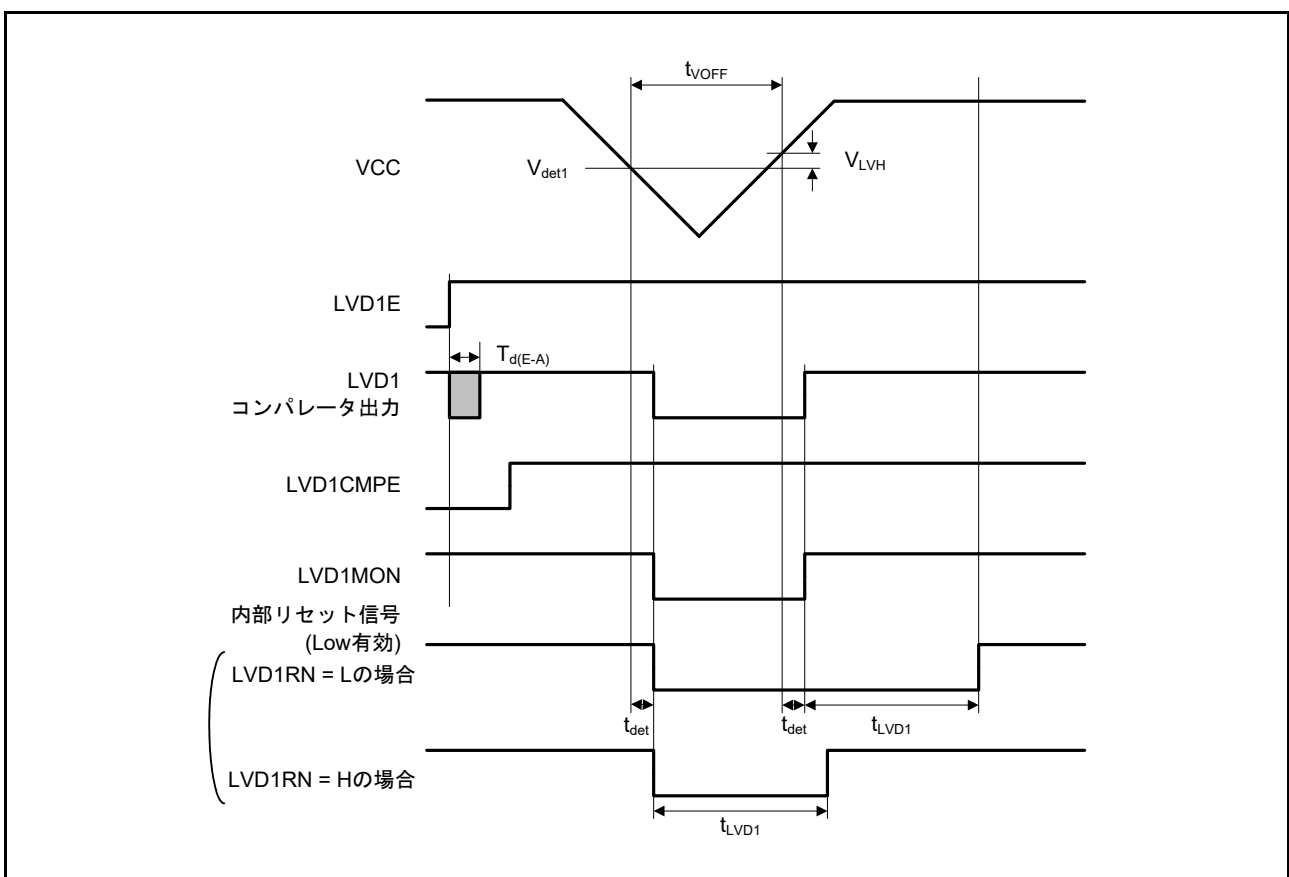 tVOFF
VCC
Vdet1
VLVH
LVD1E
Td(E-A)
LVD1
コンパレータ出力
LVD1CMPE
LVD1MON
内部リセット信号
(Low有効)
LVD1RN = Lの場合
tdet
tdet
tLVD1
LVD1RN = Hの場合
tLVD1